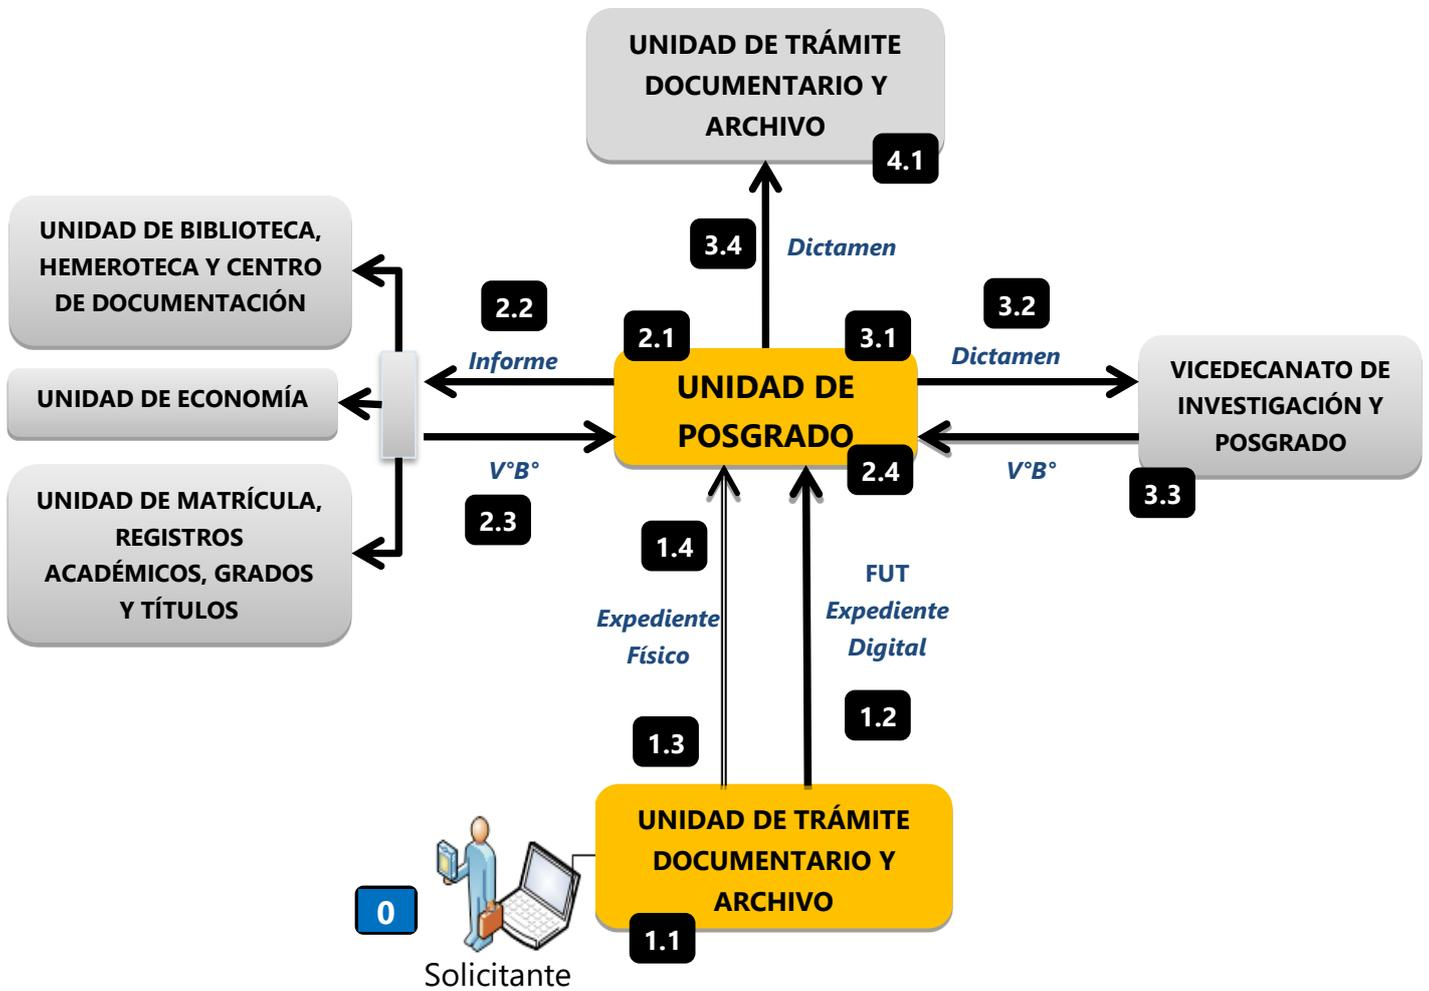 UNIDAD DE TRÁMITE
DOCUMENTARIO Y
ARCHIVO
4.1
3.4
Dictamen
UNIDAD DE BIBLIOTECA,
HEMEROTECA Y CENTRO
DE DOCUMENTACIÓN
2.2
Informe
2.1
3.1
3.2
Dictamen
UNIDAD DE ECONOMÍA
UNIDAD DE
POSGRADO
2.4
VICEDECANATO DE
INVESTIGACIÓN Y
POSGRADO
3.3
V°B°
2.3
V°B°
UNIDAD DE MATRÍCULA,
REGISTROS
ACADÉMICOS, GRADOS
Y TÍTULOS
1.4
Expediente
Físico
1.3
FUT
Expediente
Digital
1.2
UNIDAD DE TRÁMITE
DOCUMENTARIO Y
ARCHIVO
1.1
0
Solicitante